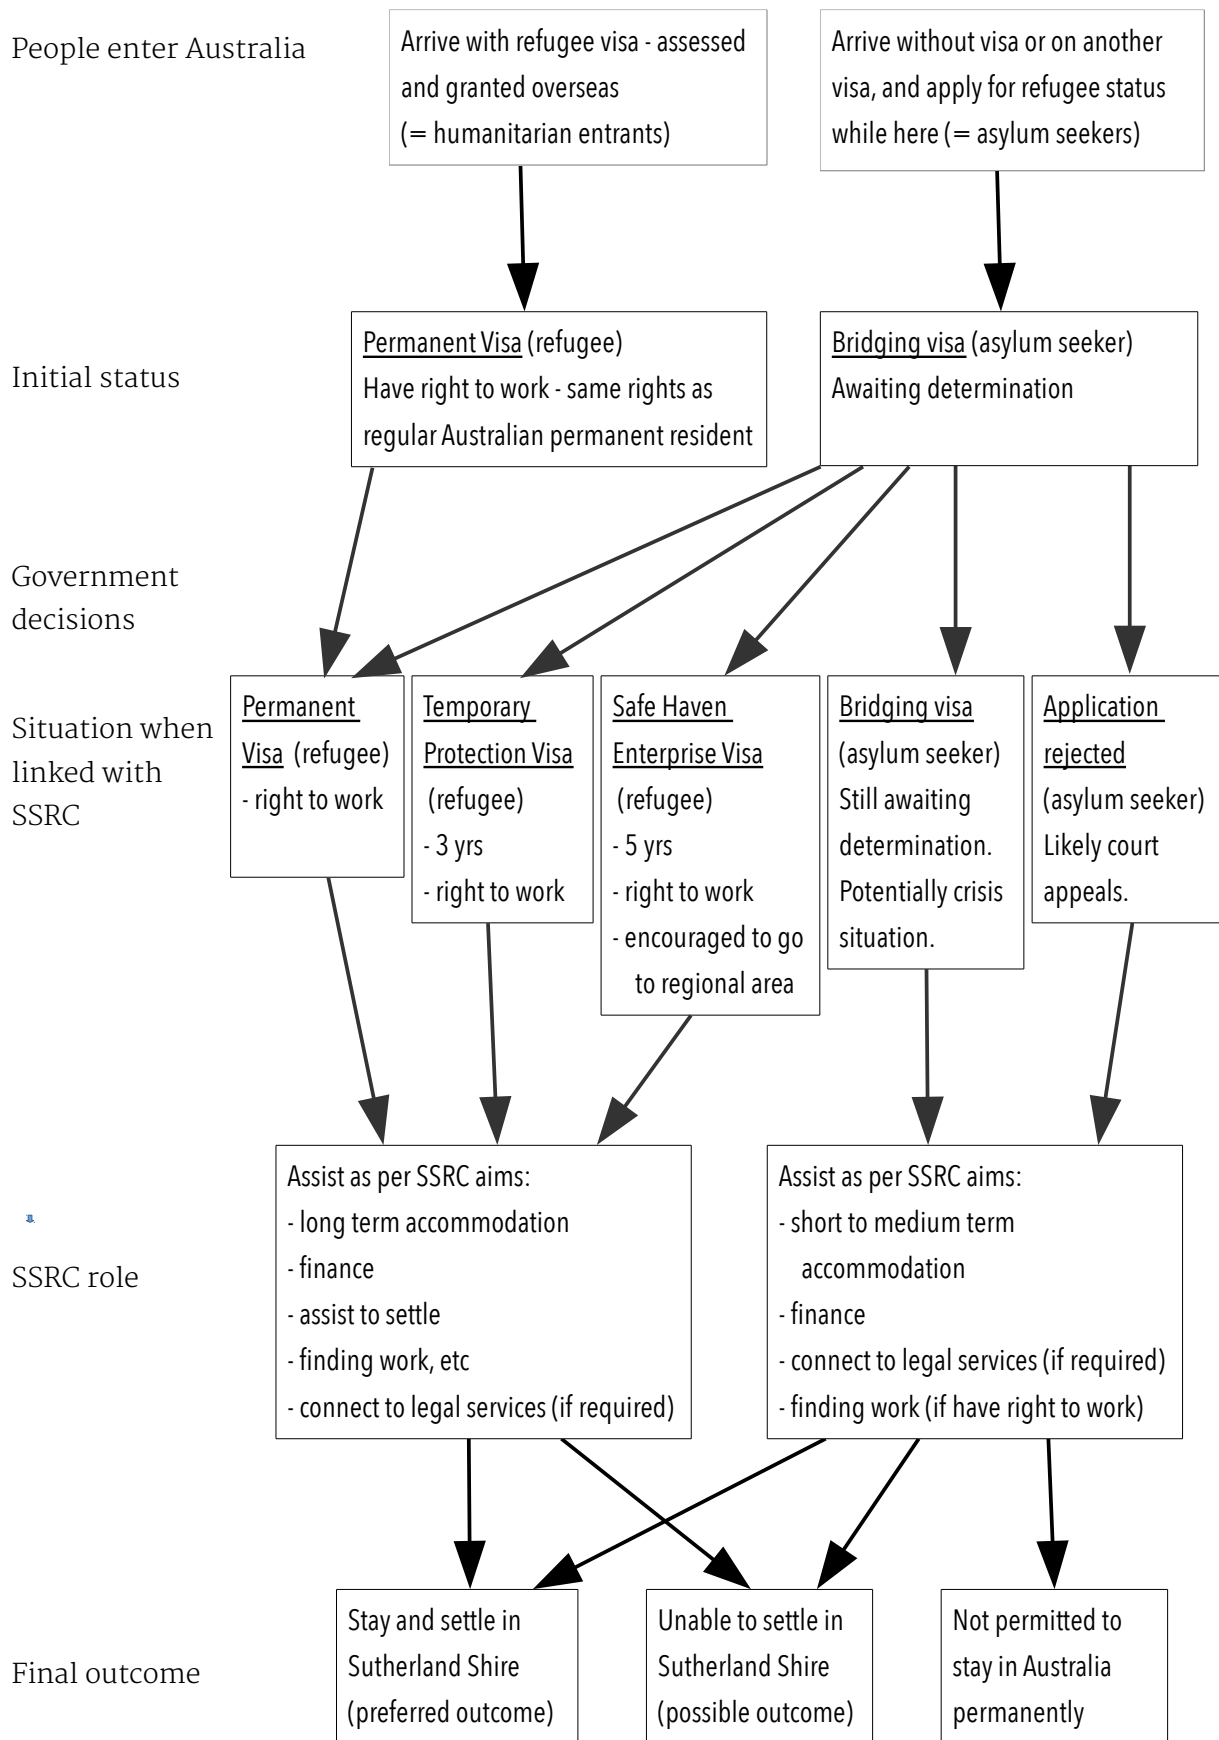 People enter Australia
Arrive with refugee visa - assessed
and granted overseas
(= humanitarian entrants)
Arrive without visa or on another
visa, and apply for refugee status
while here (= asylum seekers)
Initial status
Permanent Visa (refugee)
Have right to work - same rights as
regular Australian permanent resident
Bridging visa (asylum seeker)
Awaiting determination
Government
decisions
Situation when
linked with
SSRC
Permanent
Visa (refugee)
- right to work
Temporary
Protection Visa
(refugee)
- 3 yrs
- right to work
Safe Haven
Enterprise Visa
(refugee)
- 5 yrs
- right to work
- encouraged to go
to regional area
Bridging visa
(asylum seeker)
Still awaiting
determination.
Potentially crisis
situation.
Application
rejected
(asylum seeker)
Likely court
appeals.
SSRC role
Assist as per SSRC aims:
- long term accommodation
- finance
- assist to settle
- finding work, etc
- connect to legal services (if required)
Assist as per SSRC aims:
- short to medium term
accommodation
- finance
- connect to legal services (if required)
- finding work (if have right to work)
Final outcome
Stay and settle in
Sutherland Shire
(preferred outcome)
Unable to settle in
Sutherland Shire
(possible outcome)
Not permitted to
stay in Australia
permanently